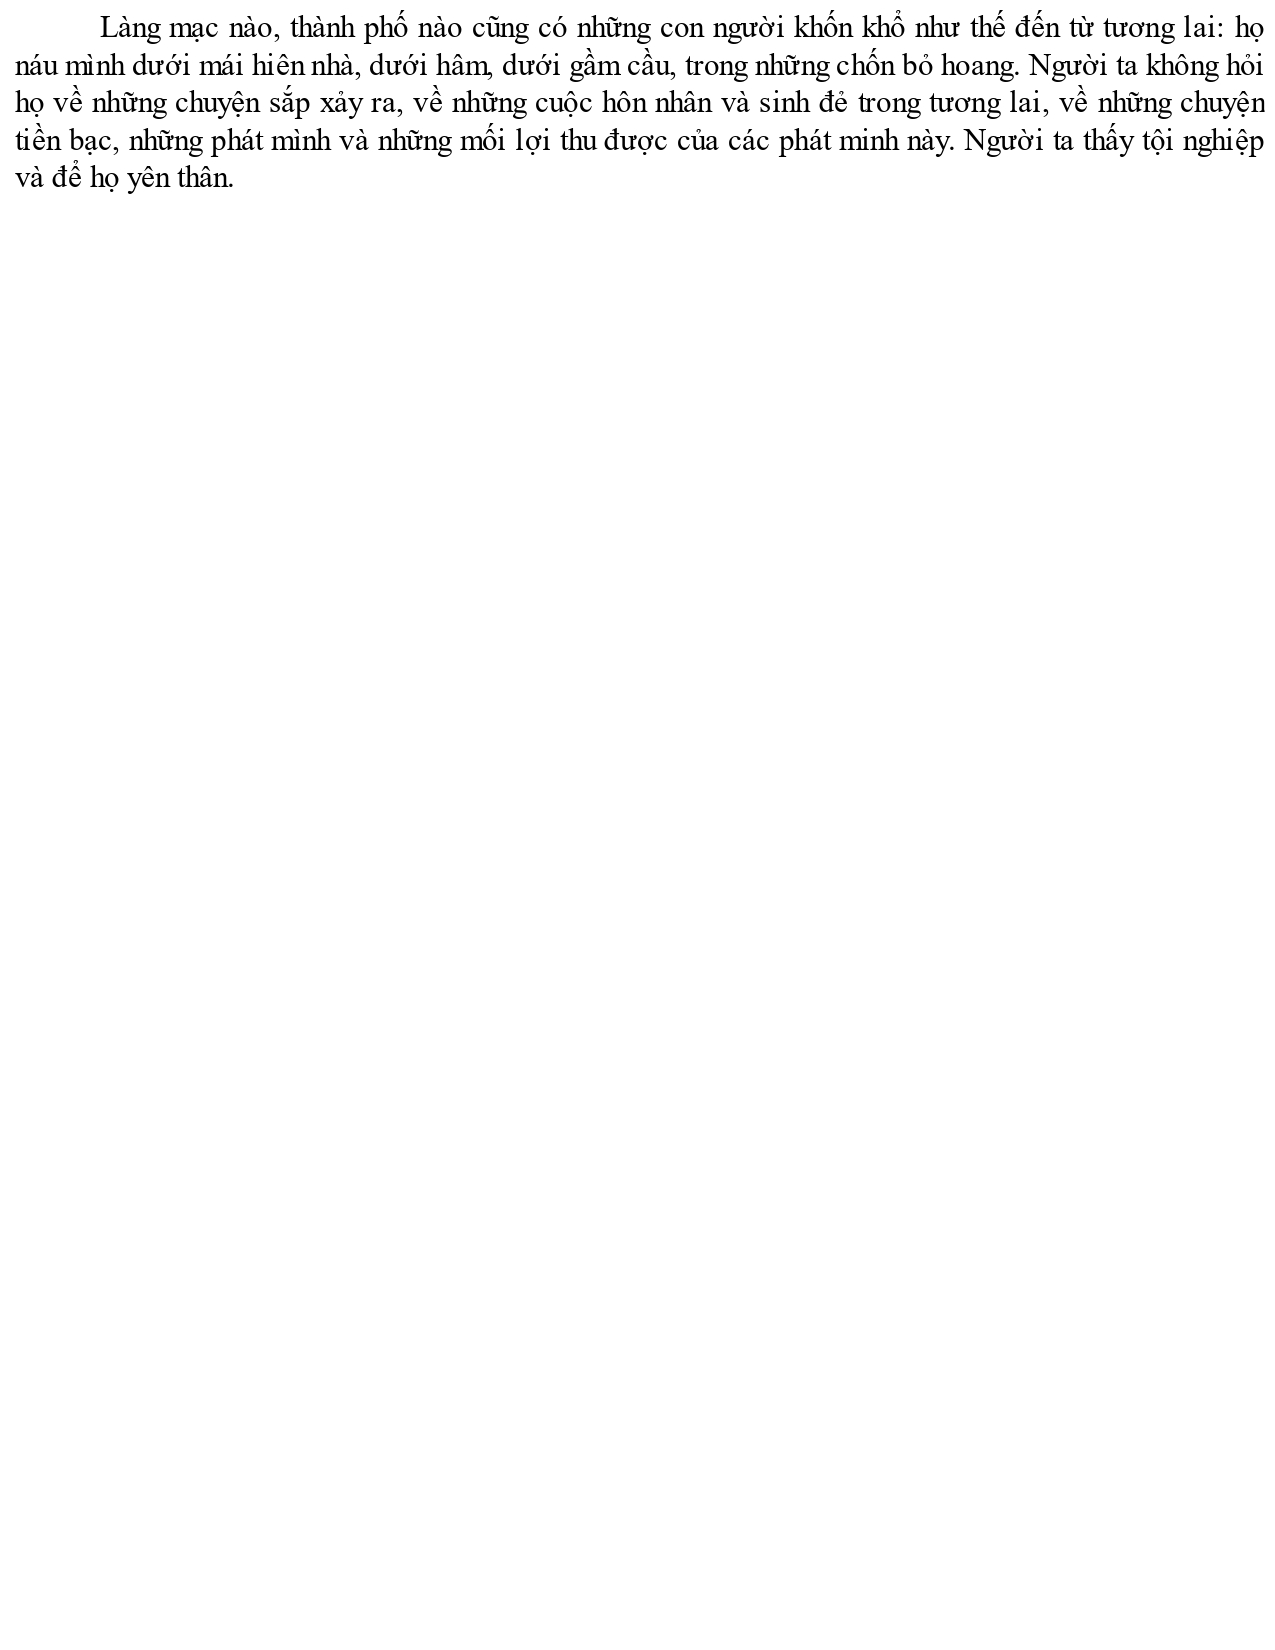 Làng mạc nào, thành phố nào cũng có những con người khốn khổ như thế đến từ tương lai: họ
náu mình dưới mái hiên nhà, dưới hâm, dưới gầm cầu, trong những chốn bỏ hoang. Người ta không hỏi
họ về những chuyện sắp xảy ra, về những cuộc hôn nhân và sinh đẻ trong tương lai, về những chuyện
tiền bạc, những phát mình và những mối lợi thu được của các phát minh này. Người ta thấy tội nghiệp
và để họ yên thân.